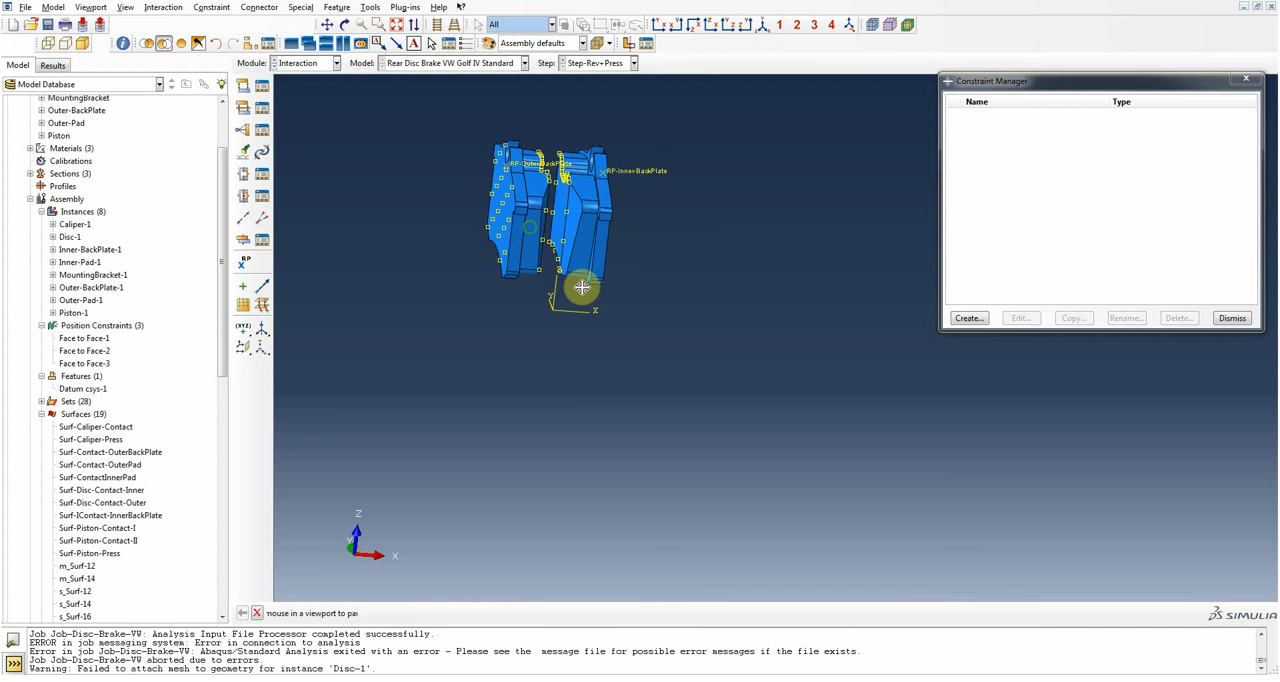 File Model Viewport View Interaction Constraint Connector Special Feature Tools Plug-ins Help
All
1 2 3 4
Assembly defaults
Model Results
Module: Interaction Model: Rear Disc Brake VW Golf IV Standard Step: Step-Rev+Press
Model Database
MountingBracket
Outer-BackPlate
Outer-Pad
Piston
Materials (3)
Calibrations
Sections (3)
Profiles
Assembly
Instances (8)
Caliper-1
Disc-1
Inner-BackPlate-1
Inner-Pad-1
MountingBracket-1
Outer-BackPlate-1
Outer-Pad-1
Piston-1
Position Constraints (3)
Face to Face-1
Face to Face-2
Face to Face-3
Features (1)
Datum csys-1
Sets (28)
Surfaces (19)
Surf-Caliper-Contact
Surf-Caliper-Press
Surf-Contact-OuterBackPlate
Surf-Contact-OuterPad
Surf-ContactInnerPad
Surf-Disc-Contact-Inner
Surf-Disc-Contact-Outer
Surf-IContact-InnerBackPlate
Surf-Piston-Contact-I
Surf-Piston-Contact-II
Surf-Piston-Press
m_Surf-12
m_Surf-14
s_Surf-12
s_Surf-14
s_Surf-16
RP
(XYZ)
RP-Outer-BackPlate
RP-Inner-BackPlate
Z
Y
X
Z
Y
X
Constraint Manager
Name Type
Create... Edit... Copy... Rename... Delete... Dismiss
mouse in a viewport to pa
SIMULIA
Job Job-Disc-Brake-VW: Analysis Input File Processor completed successfully.
ERROR in job messaging system: Error in connection to analysis
Error in job Job-Disc-Brake-VW: Abaqus/Standard Analysis exited with an error - Please see the message file for possible error messages if the file exists.
Job Job-Disc-Brake-VW aborted due to errors.
Warning: Failed to attach mesh to geometry for instance 'Disc-1'.